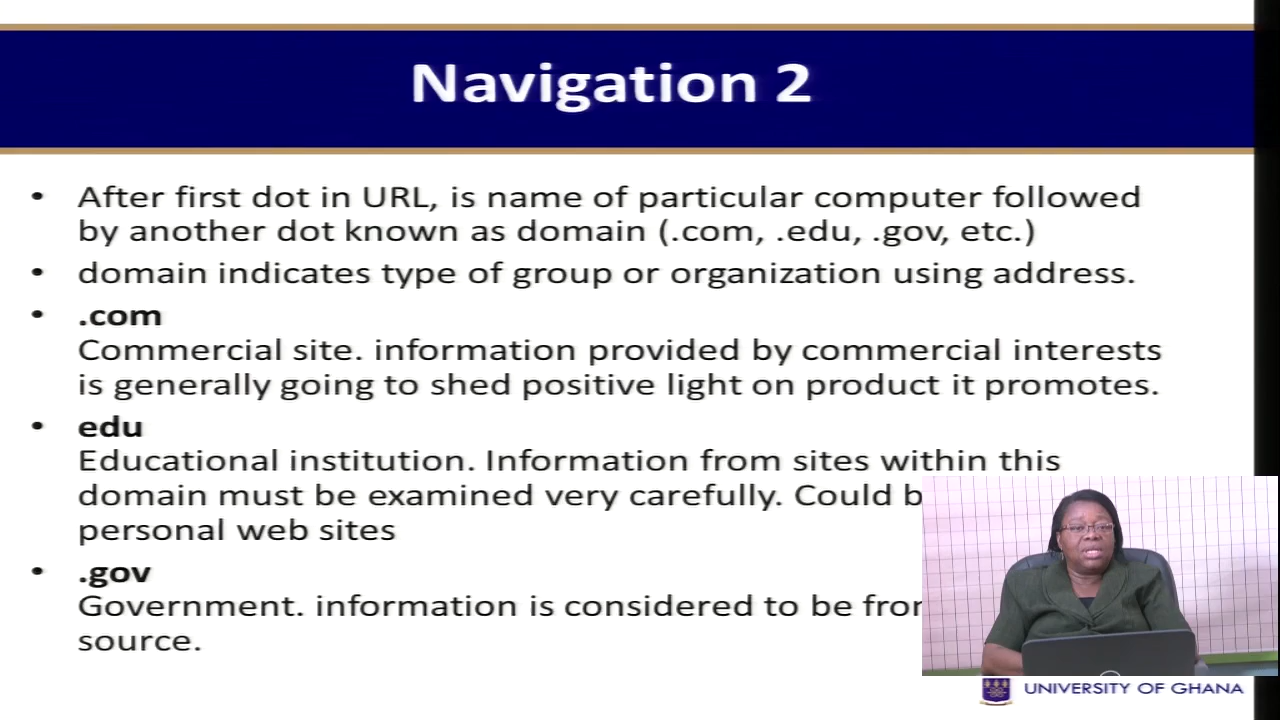 Navigation 2
• After first dot in URL, is name of particular computer followed
by another dot known as domain (.com, .edu, .gov, etc.)
• domain indicates type of group or organization using address.
• .com
Commercial site. information provided by commercial interests
is generally going to shed positive light on product it promotes.
• edu
Educational institution. Information from sites within this
domain must be examined very carefully. Could
personal web sites
• .gov
Government. information is considered to be
source.
UNIVERSITY OF GHANA